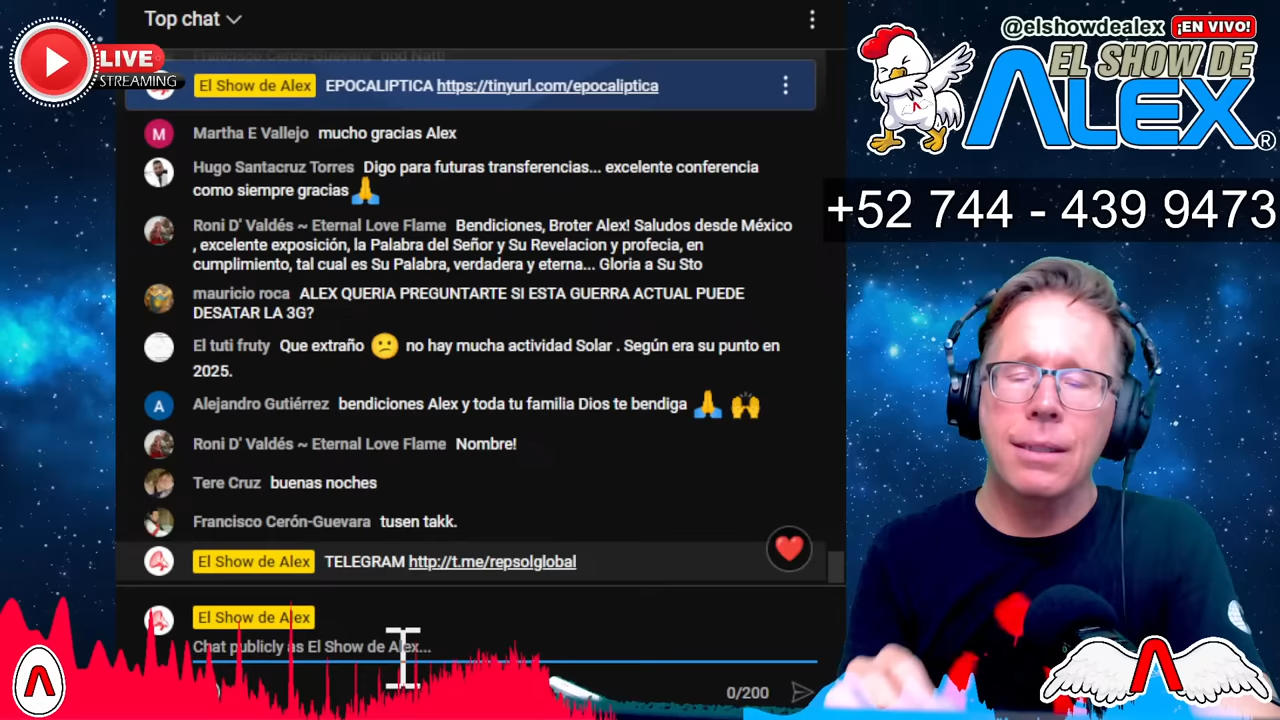 Top chat
LIVE
STREAMING
@elshowdealex ¡EN VIVO!
EL SHOW DE
ALEX®
+52 744 - 439 9473
El Show de Alex EPOCALIPTICA https://tinyurl.com/epocaliptica
M Martha E Vallejo mucho gracias Alex
Hugo Santacruz Torres Digo para futuras transferencias... excelente conferencia
como siempre gracias 🙏
Roni D' Valdés ~ Eternal Love Flame Bendiciones, Broter Alex! Saludos desde México
, excelente exposición, la Palabra del Señor y Su Revelacion y profecia, en
cumplimiento, tal cual es Su Palabra, verdadera y eterna... Gloria a Su Sto
mauricio roca ALEX QUERIA PREGUNTARTE SI ESTA GUERRA ACTUAL PUEDE
DESATAR LA 3G?
El tuti fruty Que extraño 😕 no hay mucha actividad Solar . Según era su punto en
2025.
A Alejandro Gutiérrez bendiciones Alex y toda tu familia Dios te bendiga 🙏 🙌
Roni D' Valdés ~ Eternal Love Flame Nombre!
Tere Cruz buenas noches
Francisco Cerón-Guevara tusen takk.
El Show de Alex TELEGRAM http://t.me/repsolglobal
El Show de Alex
Chat publicly as El Show de Alex...
0/200